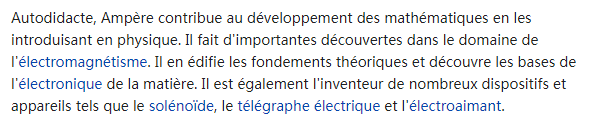 Autodidacte, Ampère contribue au développement des mathématiques en les
introduisant en physique. Il fait d'importantes découvertes dans le domaine de
l'électromagnétisme. Il en édifie les fondements théoriques et découvre les bases de
l'électronique de la matière. Il est également l'inventeur de nombreux dispositifs et
appareils tels que le solénoïde, le télégraphe électrique et l'électroaimant.